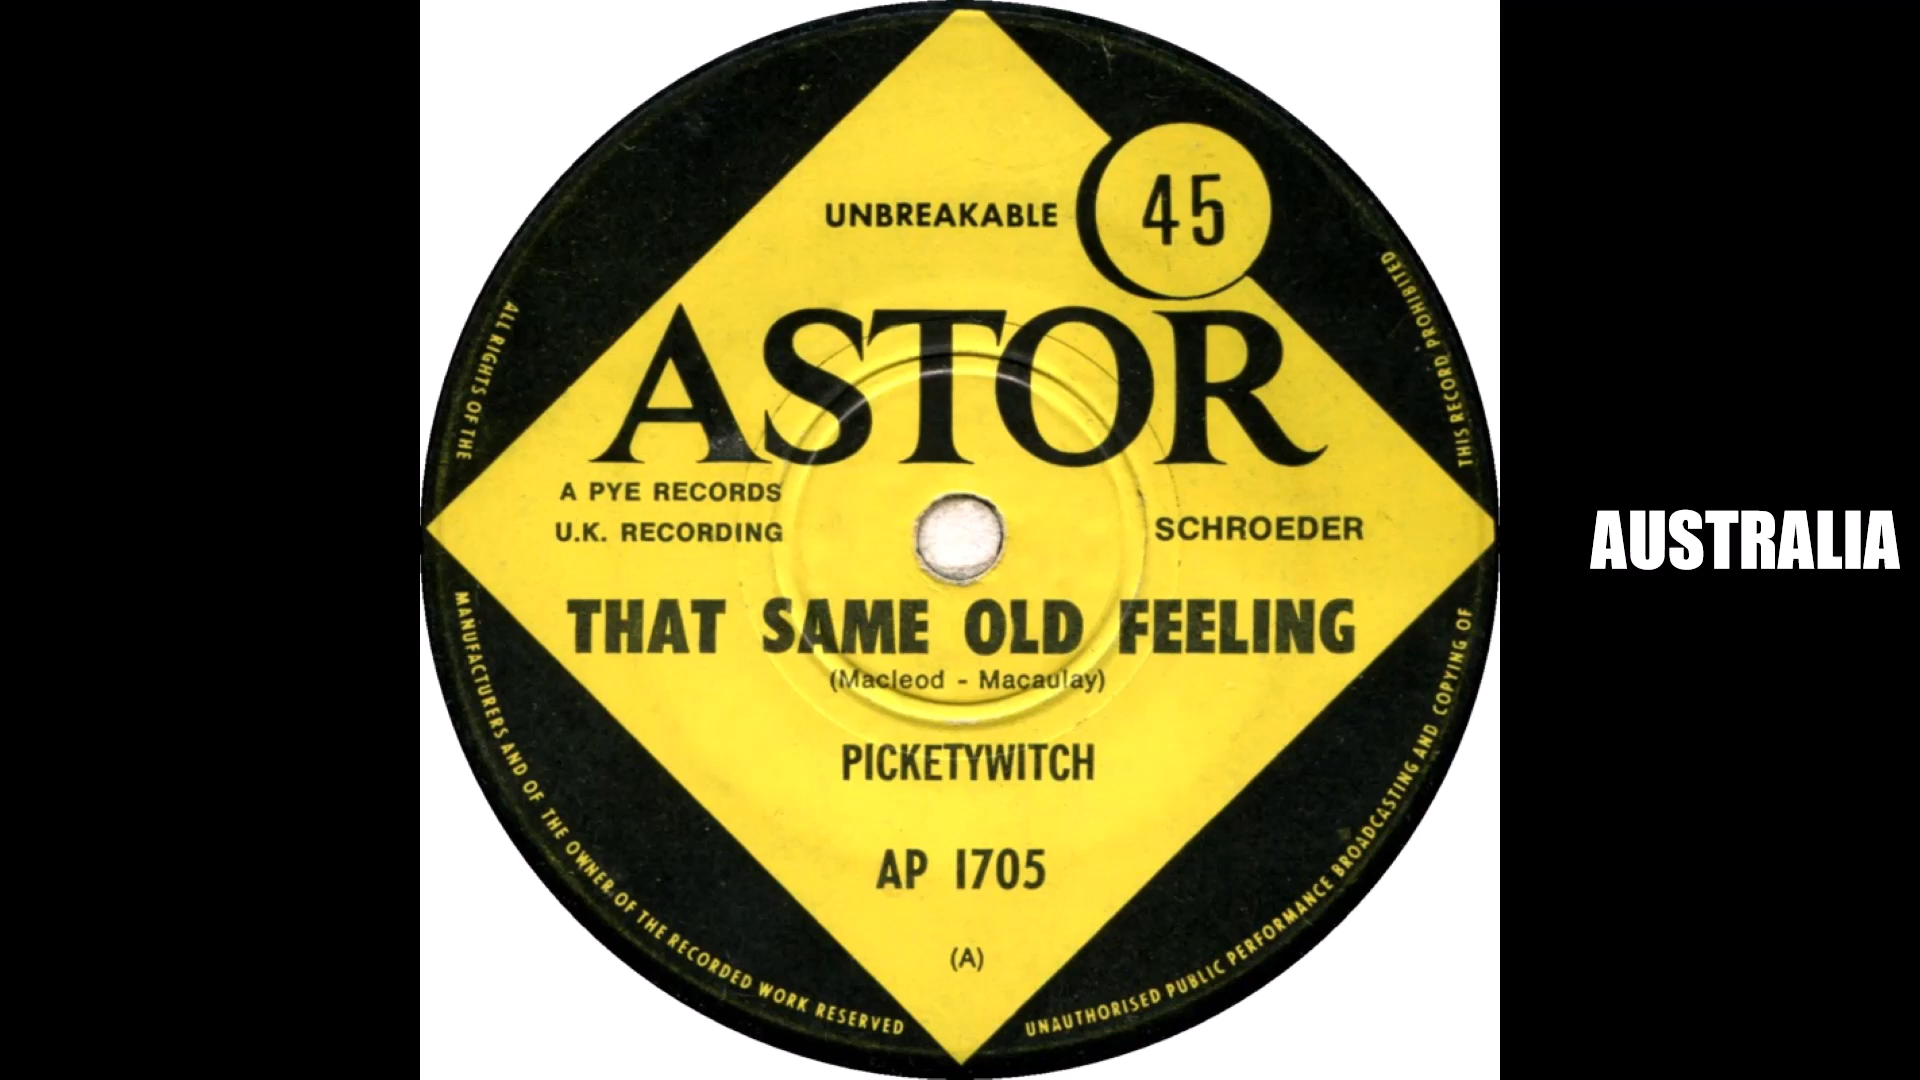 UNBREAKABLE
45
ASTOR
A PYE RECORDS
U.K. RECORDING
SCHROEDER
THAT SAME OLD FEELING
(Macleod - Macaulay)
PICKETYWITCH
AP 1705
(A)
ALL RIGHTS OF THE
MANUFACTURERS AND OF THE OWNER OF THE RECORDED WORK RESERVED
UNAUTHORISED PUBLIC PERFORMANCE BROADCASTING AND COPYING OF
THIS RECORD PROHIBITED
AUSTRALIA